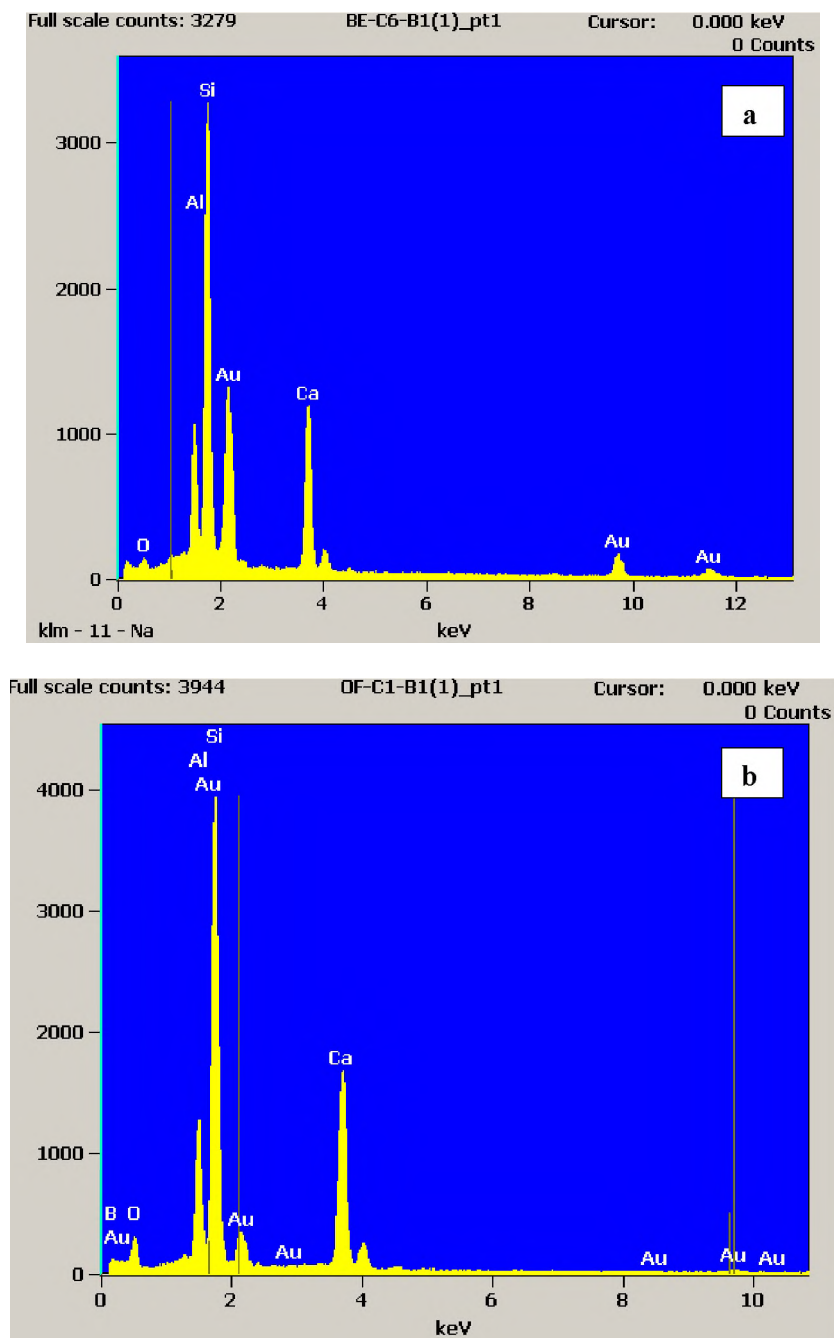 Full scale counts: 3279 BE-C6-B1(1)_pt1 Cursor: 0.000 keV
0 Counts
a
Si
3000
Al
2000
Au
Ca
1000
O
Au
Au
0
0 2 4 6 8 10 12
klm - 11 - Na keV
Full scale counts: 3944 OF-C1-B1(1)_pt1 Cursor: 0.000 keV
0 Counts
Si
b
Al
Au
4000
3000
2000
Ca
1000
B O
Au
Au
Au
Au
Au
Au
0
0 2 4 6 8 10
keV